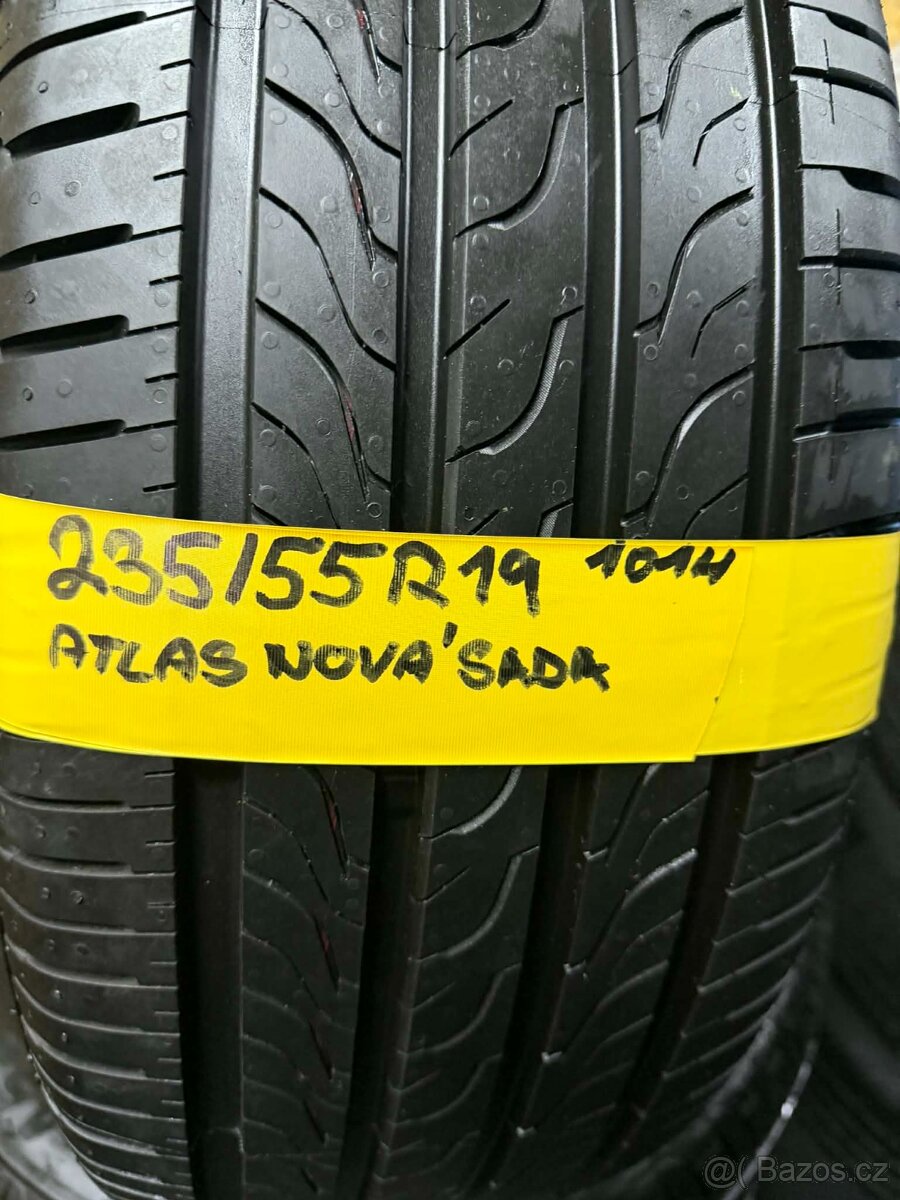 235/55R19 101H
ATLAS NOVÁ SADA
@( Bazos.cz